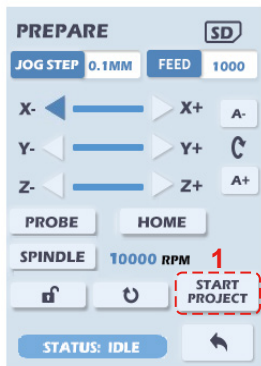 PREPARE SD
JOG STEP 0.1MM FEED 1000
X- X+ A-
Y- Y+
Z- Z+ A+
PROBE HOME
SPINDLE 10000 RPM 1
START
PROJECT
STATUS: IDLE